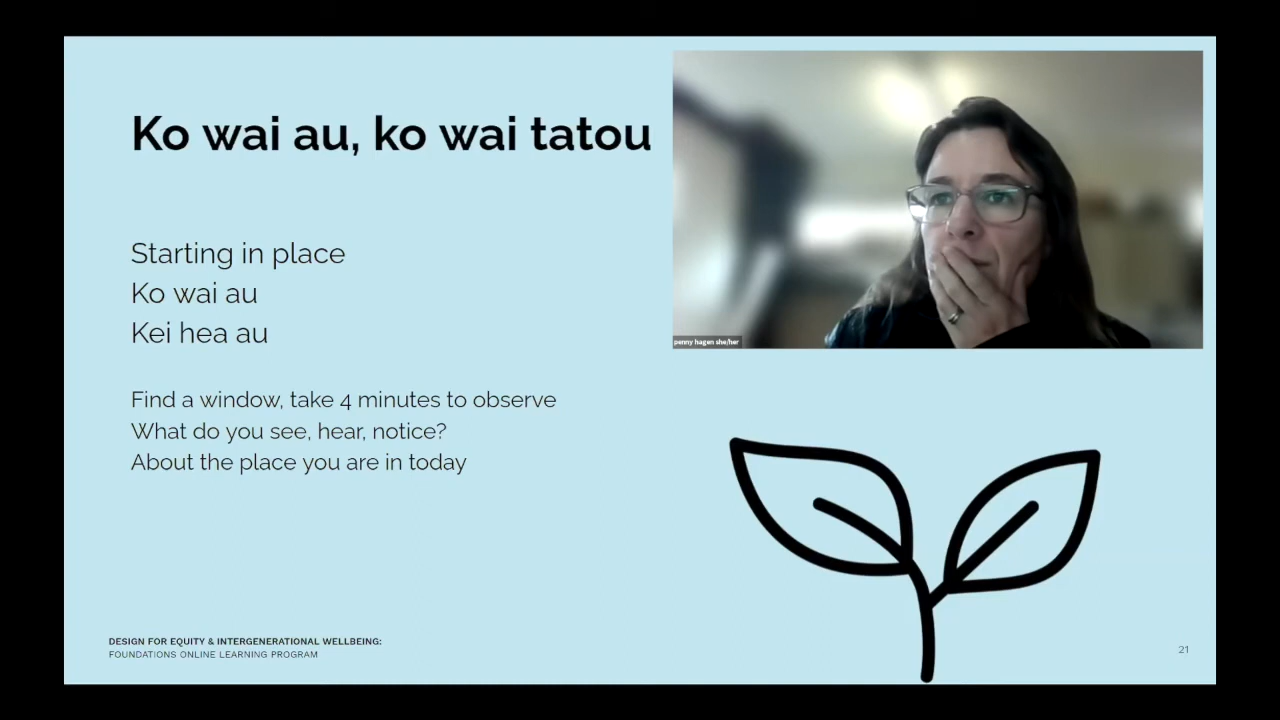 Ko wai au, ko wai tatou
Starting in place
Ko wai au
Kei hea au
Find a window, take 4 minutes to observe
What do you see, hear, notice?
About the place you are in today
penny hagen she/her
DESIGN FOR EQUITY & INTERGENERATIONAL WELLBEING:
FOUNDATIONS ONLINE LEARNING PROGRAM
21